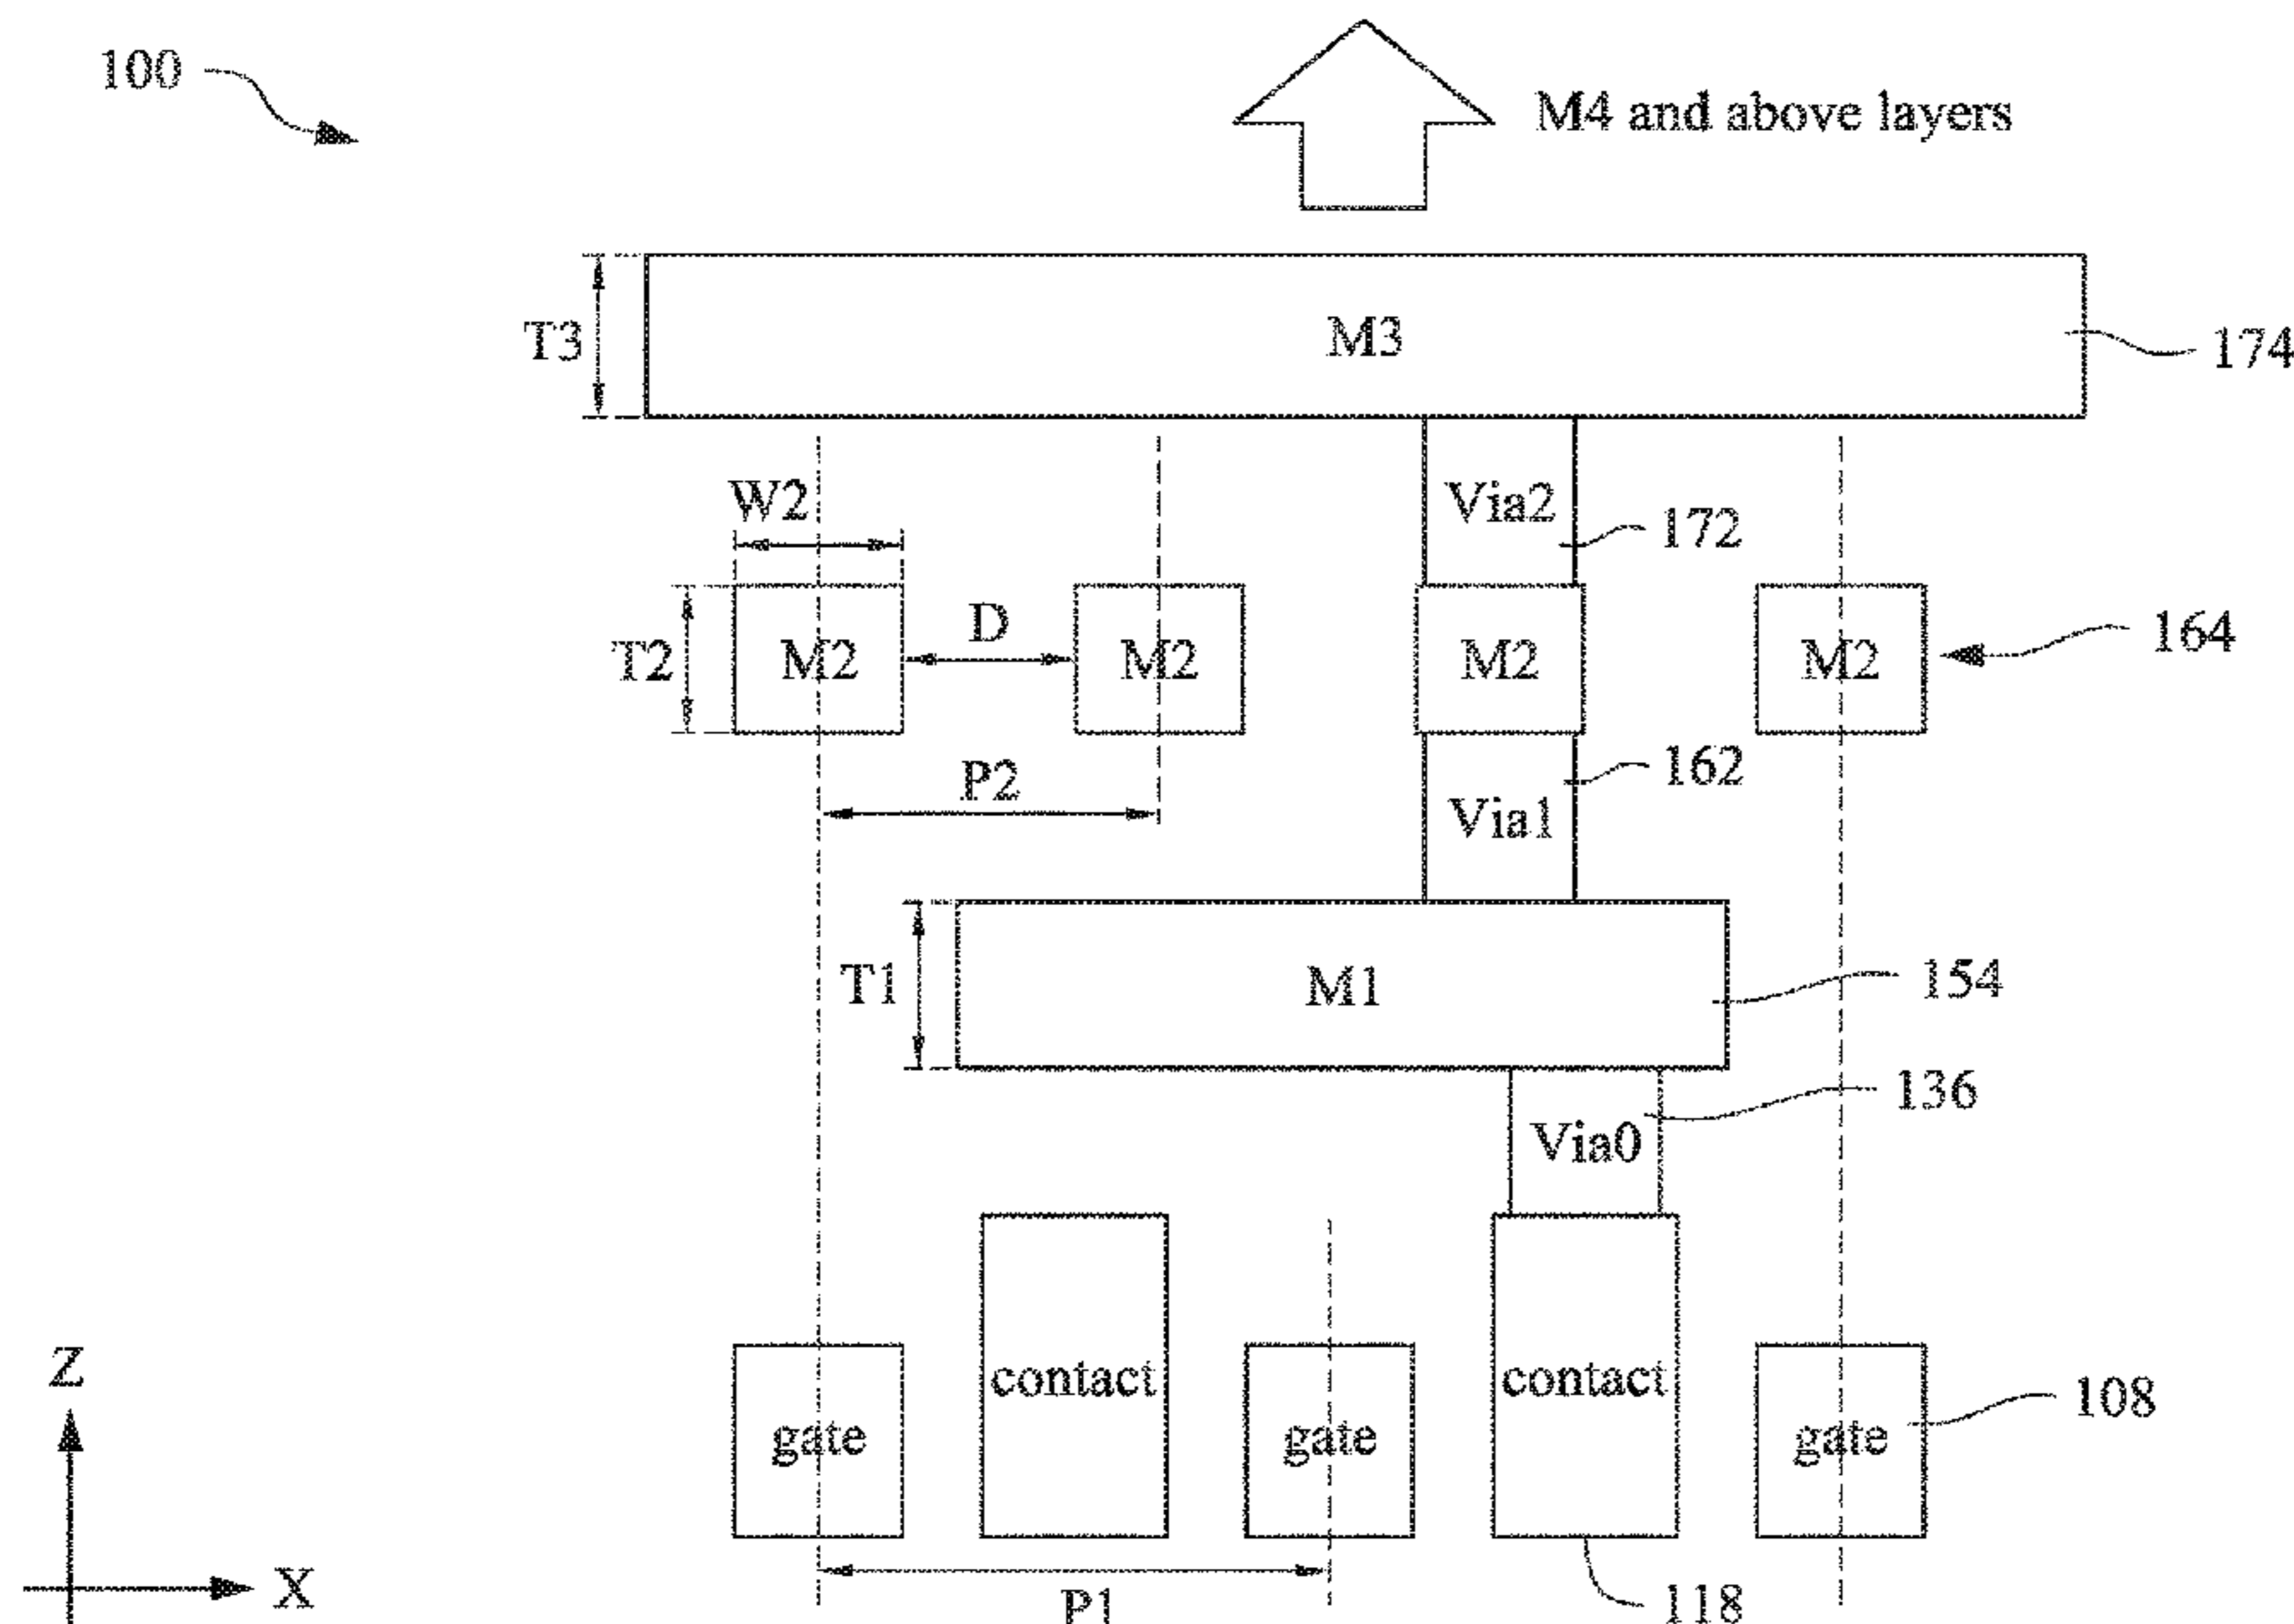 100
M4 and above layers
T3
M3
174
W2
Via2
172
T2
M2
D
M2
M2
M2
164
P2
162
Via1
T1
M1
154
136
Via0
contact
contact
gate
gate
gate
108
Z
X
P1
118